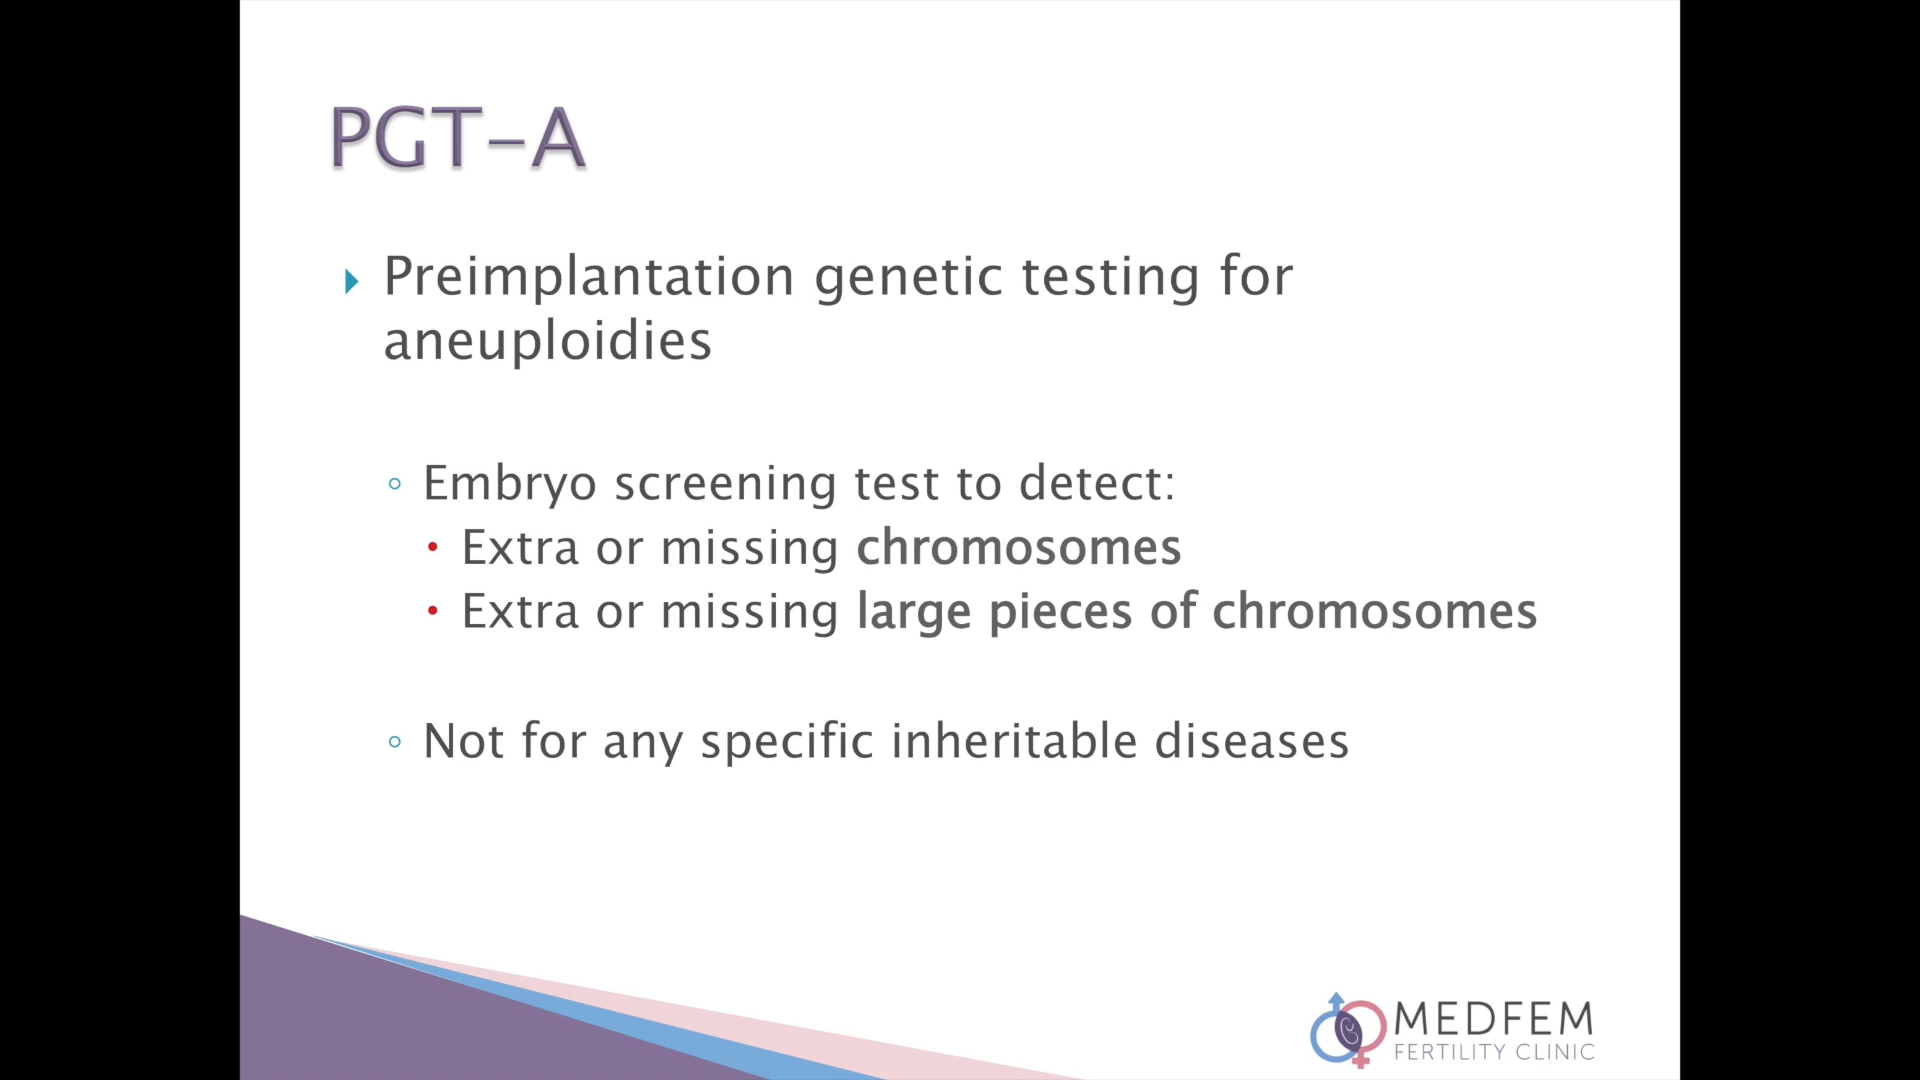 PGT-A
Preimplantation genetic testing for
aneuploidies
Embryo screening test to detect:
Extra or missing chromosomes
Extra or missing large pieces of chromosomes
Not for any specific inheritable diseases
MEDFEM
FERTILITY CLINIC